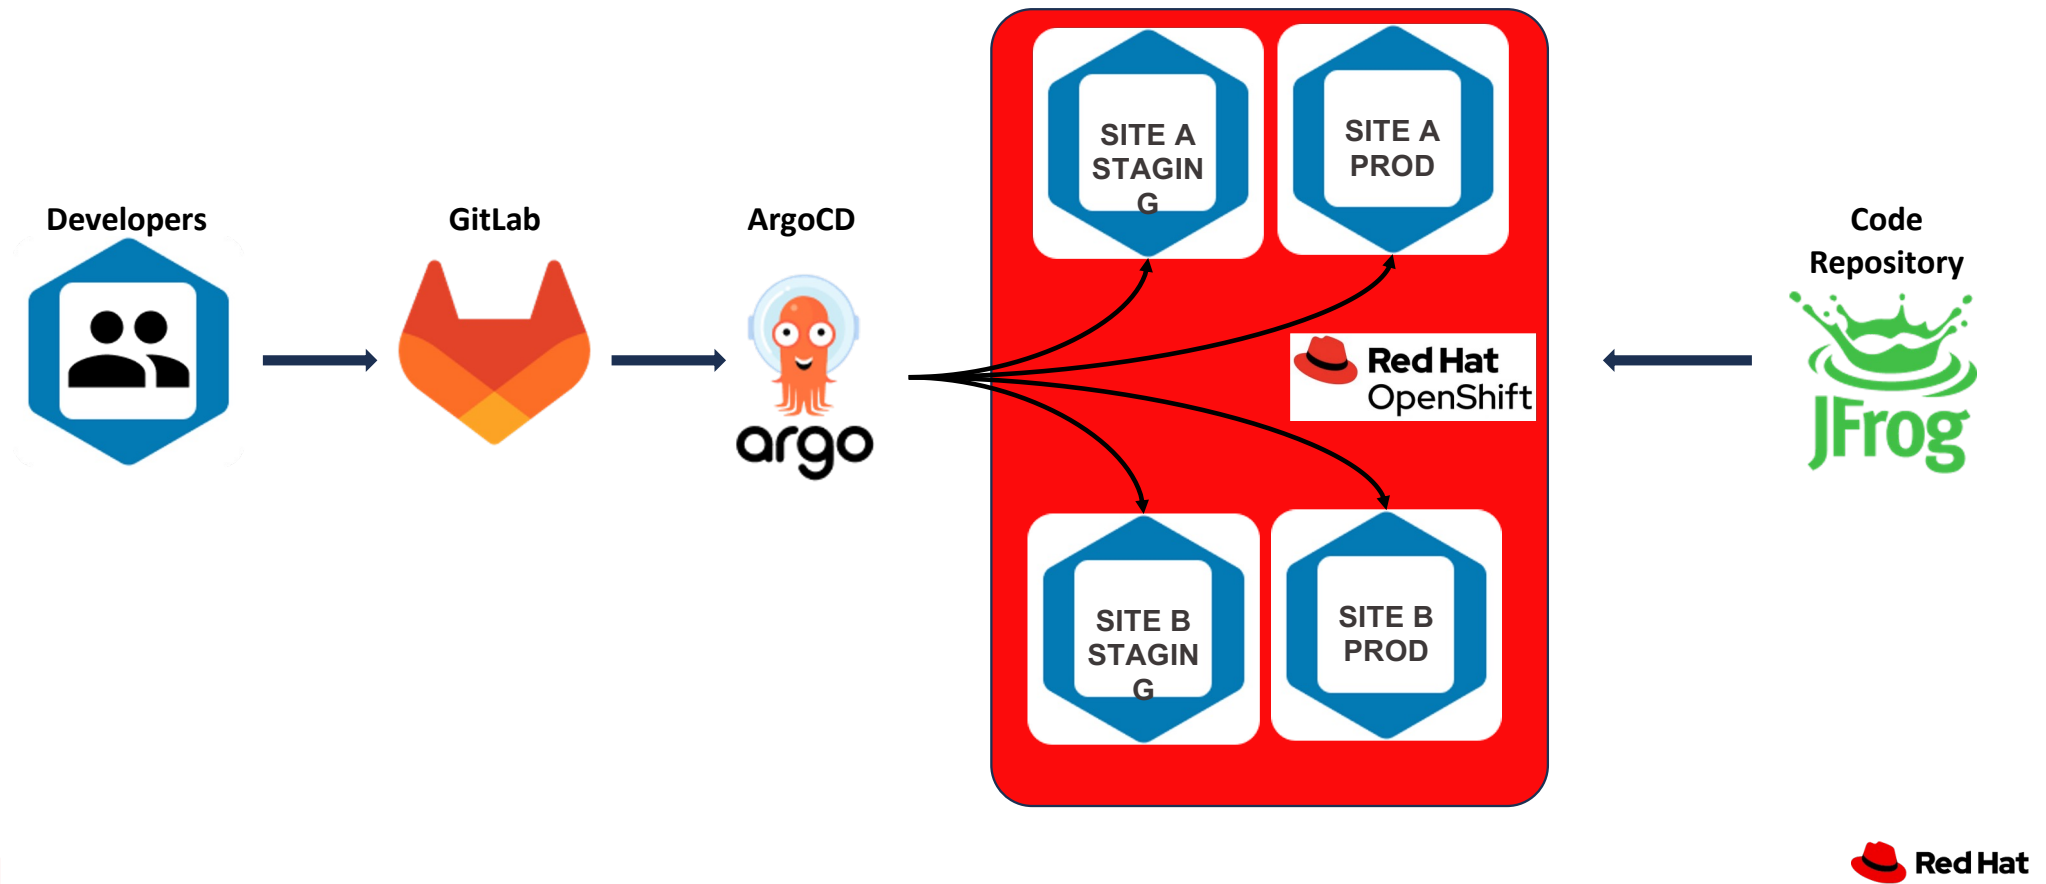 Developers
GitLab
ArgoCD
argo
SITE A
STAGIN
G
SITE A
PROD
Red Hat
OpenShift
SITE B
STAGIN
G
SITE B
PROD
Code
Repository
JFrog
Red Hat